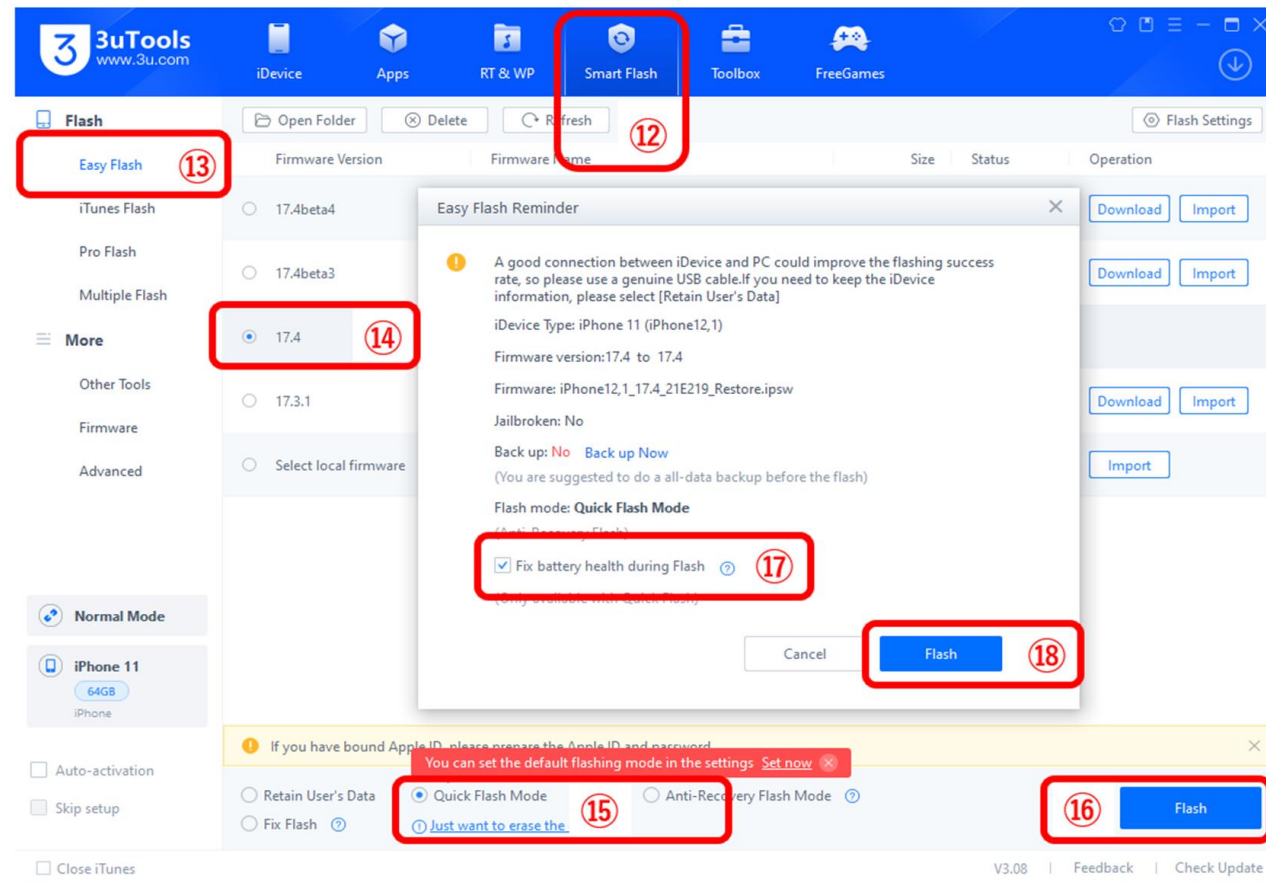 3uTools
www.3u.com
iDevice
Apps
RT & WP
Smart Flash
Toolbox
FreeGames
Flash
Open Folder
Delete
Refresh
⑫
Flash Settings
Easy Flash
⑬
Firmware Version
Firmware Name
Size
Status
Operation
iTunes Flash
17.4beta4
Download
Import
Pro Flash
17.4beta3
Download
Import
Multiple Flash
More
17.4
⑭
Other Tools
17.3.1
Download
Import
Firmware
Advanced
Select local firmware
Import
Easy Flash Reminder
A good connection between iDevice and PC could improve the flashing success
rate, so please use a genuine USB cable.If you need to keep the iDevice
information, please select [Retain User's Data]
iDevice Type: iPhone 11 (iPhone12,1)
Firmware version:17.4 to 17.4
Firmware: iPhone12,1_17.4_21E219_Restore.ipsw
Jailbroken: No
Back up: No Back up Now
(You are suggested to do a all-data backup before the flash)
Flash mode: Quick Flash Mode
(Anti-Recovery Flash)
Fix battery health during Flash ⑰
(Only available with Quick Flash)
Cancel
Flash
⑱
Normal Mode
iPhone 11
64GB
iPhone
If you have bound Apple ID, please prepare the Apple ID and password
You can set the default flashing mode in the settings Set now
Auto-activation
Skip setup
Retain User's Data
Quick Flash Mode
⑮
Anti-Recovery Flash Mode
Fix Flash
Just want to erase the
⑯
Flash
Close iTunes
V3.08
Feedback
Check Update